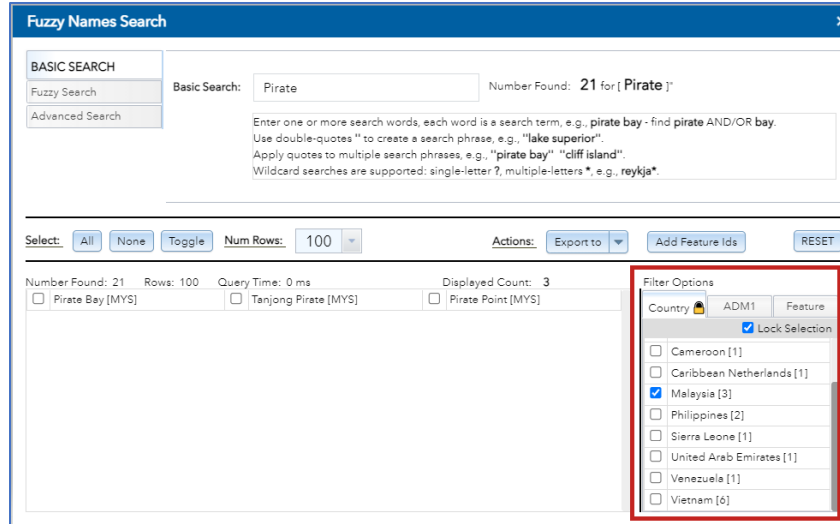 Fuzzy Names Search
BASIC SEARCH
Fuzzy Search
Advanced Search
Basic Search: Pirate Number Found: 21 for [ Pirate ]"
Enter one or more search words, each word is a search term, e.g., pirate bay - find pirate AND/OR bay.
Use double-quotes " to create a search phrase, e.g., "lake superior".
Apply quotes to multiple search phrases, e.g., "pirate bay" "cliff island".
Wildcard searches are supported: single-letter ?, multiple-letters *, e.g., reykja*.
Select: All None Toggle Num Rows: 100 Actions: Export to Add Feature Ids RESET
Number Found: 21 Rows: 100 Query Time: 0 ms Displayed Count: 3
Pirate Bay [MYS] Tanjong Pirate [MYS] Pirate Point [MYS]
Filter Options
Country ADM1 Feature
Lock Selection
Cameroon [1]
Caribbean Netherlands [1]
Malaysia [3]
Philippines [2]
Sierra Leone [1]
United Arab Emirates [1]
Venezuela [1]
Vietnam [6]